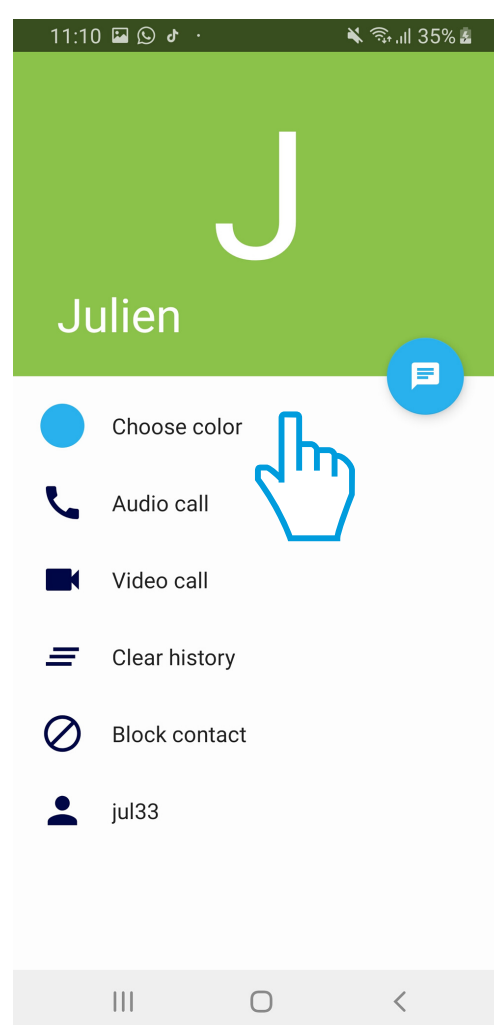 11:10 35%
J
Julien
Choose color
Audio call
Video call
Clear history
Block contact
jul33